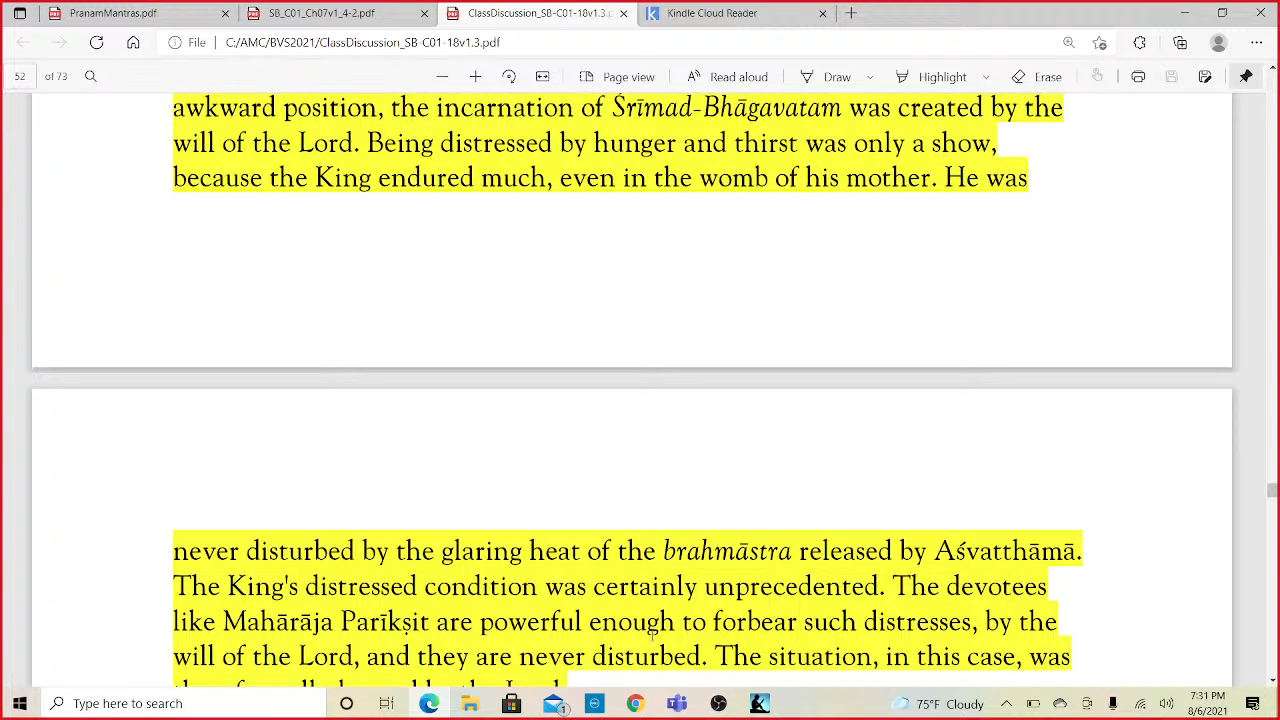 PranamMantras.pdf
SB_C01_Ch07v1_4-2.pdf
ClassDiscussion_SB-C01-18v1.3.p
Kindle Cloud Reader
File
C:/AMC/BVS2021/ClassDiscussion_SB-C01-18v1.3.pdf
52 of 73
Page view
Read aloud
Draw
Highlight
Erase
awkward position, the incarnation of Śrīmad-Bhāgavatam was created by the
will of the Lord. Being distressed by hunger and thirst was only a show,
because the King endured much, even in the womb of his mother. He was
never disturbed by the glaring heat of the brahmāstra released by Aśvatthāmā.
The King's distressed condition was certainly unprecedented. The devotees
like Mahārāja Parīkṣit are powerful enough to forbear such distresses, by the
will of the Lord, and they are never disturbed. The situation, in this case, was
Type here to search
75°F Cloudy
7:31 PM
8/6/2021